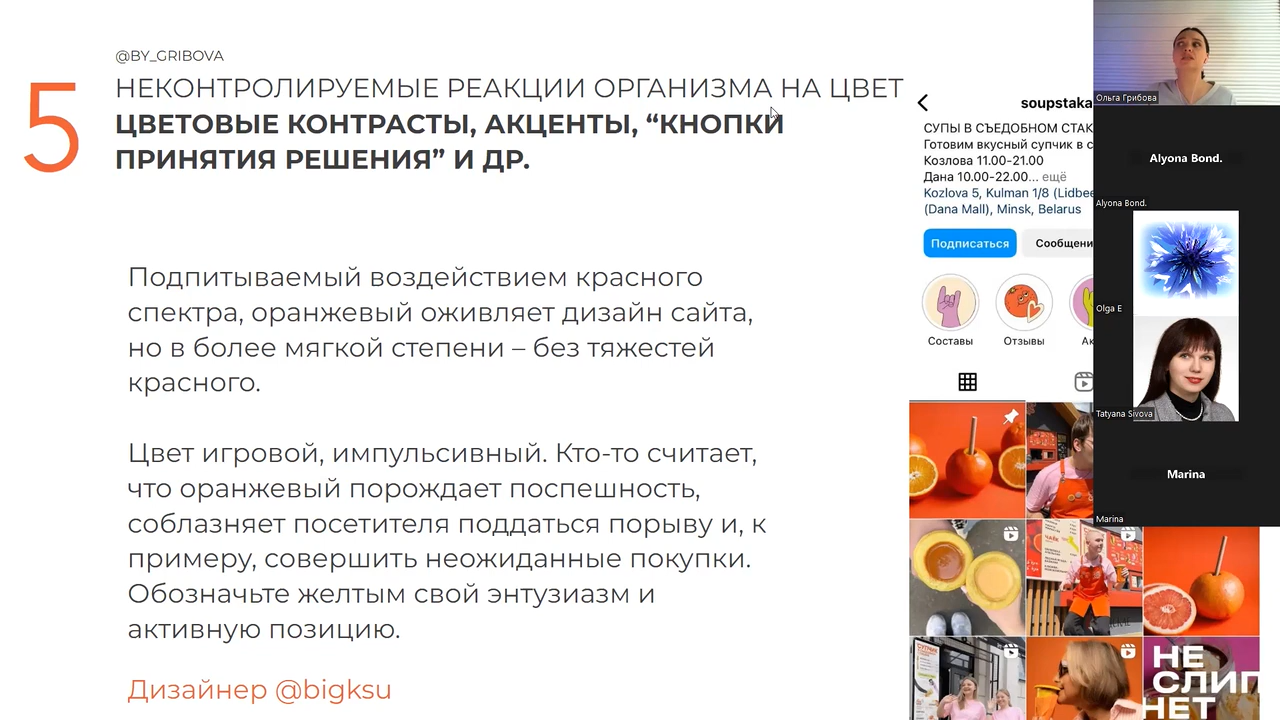 @BY_GRIBOVA
5
НЕКОНТРОЛИРУЕМЫЕ РЕАКЦИИ ОРГАНИЗМА НА ЦВЕТ
ЦВЕТОВЫЕ КОНТРАСТЫ, АКЦЕНТЫ, “КНОПКИ
ПРИНЯТИЯ РЕШЕНИЯ” И ДР.
Подпитываемый воздействием красного
спектра, оранжевый оживляет дизайн сайта,
но в более мягкой степени – без тяжестей
красного.
Цвет игровой, импульсивный. Кто-то считает,
что оранжевый порождает поспешность,
соблазняет посетителя поддаться порыву и, к
примеру, совершить неожиданные покупки.
Обозначьте желтым свой энтузиазм и
активную позицию.
Дизайнер @bigksu
soupstaka
СУПЫ В СЪЕДОБНОМ СТАК
Готовим вкусный супчик в с
Козлова 11.00-21.00
Дана 10.00-22.00... ещё
Kozlova 5, Kulman 1/8 (Lidbee
(Dana Mall), Minsk, Belarus
Подписаться
Сообщени
Составы
Отзывы
Ак
НЕ
СЛИП
НЕТ
Ольга Грибова
Alyona Bond.
Alyona Bond.
Olga E
Tatyana Sivova
Marina
Marina